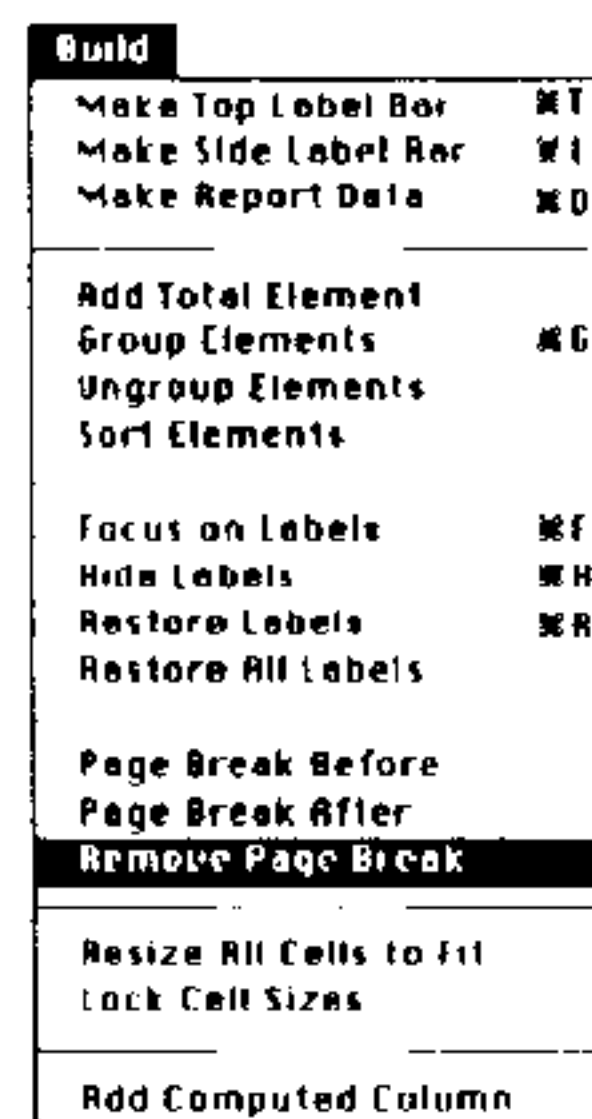 Build
Make Top Label Bar ⌘T
Make Side Label Bar ⌘
Make Report Data ⌘D
Add Total Element
Group Elements ⌘G
Ungroup Elements
Sort Elements
Focus on Labels ⌘F
Hide Labels ⌘H
Restore Labels ⌘R
Restore All Labels
Page Break Before
Page Break After
Remove Page Break
Resize All Cells to Fit
Lock Cell Sizes
Add Computed Column